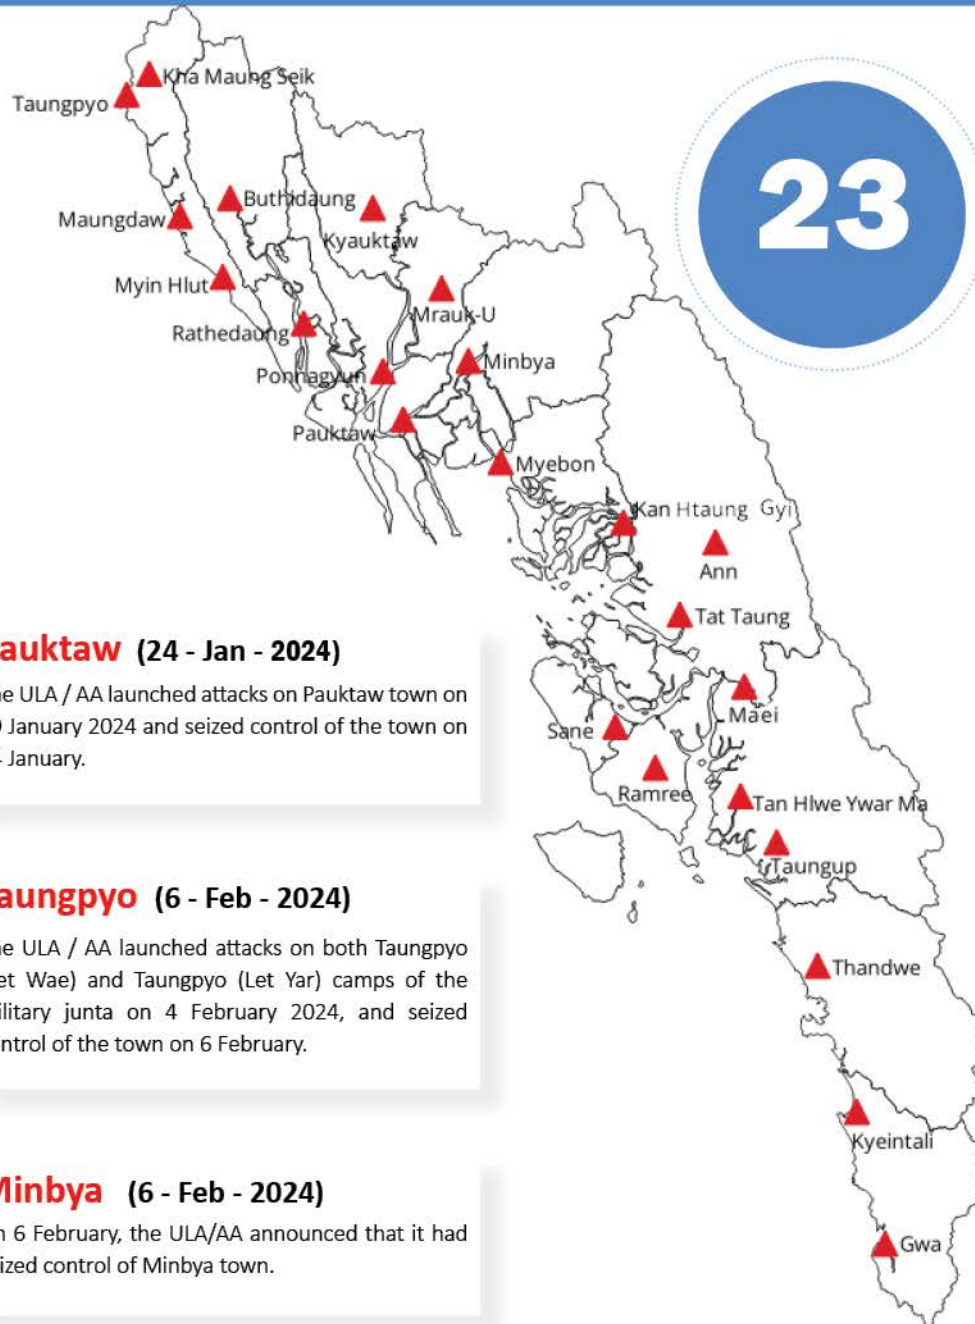 Kha Maung Seik
Taungpyo
23
Buthidaung
Maungdaw
Kyauktaw
Myin Hlut
Mrauk-U
Rathedaung
Minbya
Ponnagyun
Pauktaw
Myebon
Kan Htaung Gyi
Ann
Tat Taung
Maei
Sane
Ramree
Tan Hlwe Ywar Ma
Taungup
Thandwe
Kyeintali
Gwa
auktaw (24 - Jan - 2024)
e ULA / AA launched attacks on Pauktaw town on
January 2024 and seized control of the town on
January.
aungpyo (6 - Feb - 2024)
e ULA / AA launched attacks on both Taungpyo
et Wae) and Taungpyo (Let Yar) camps of the
ilitary junta on 4 February 2024, and seized
ntrol of the town on 6 February.
Minbya (6 - Feb - 2024)
n 6 February, the ULA/AA announced that it had
ized control of Minbya town.